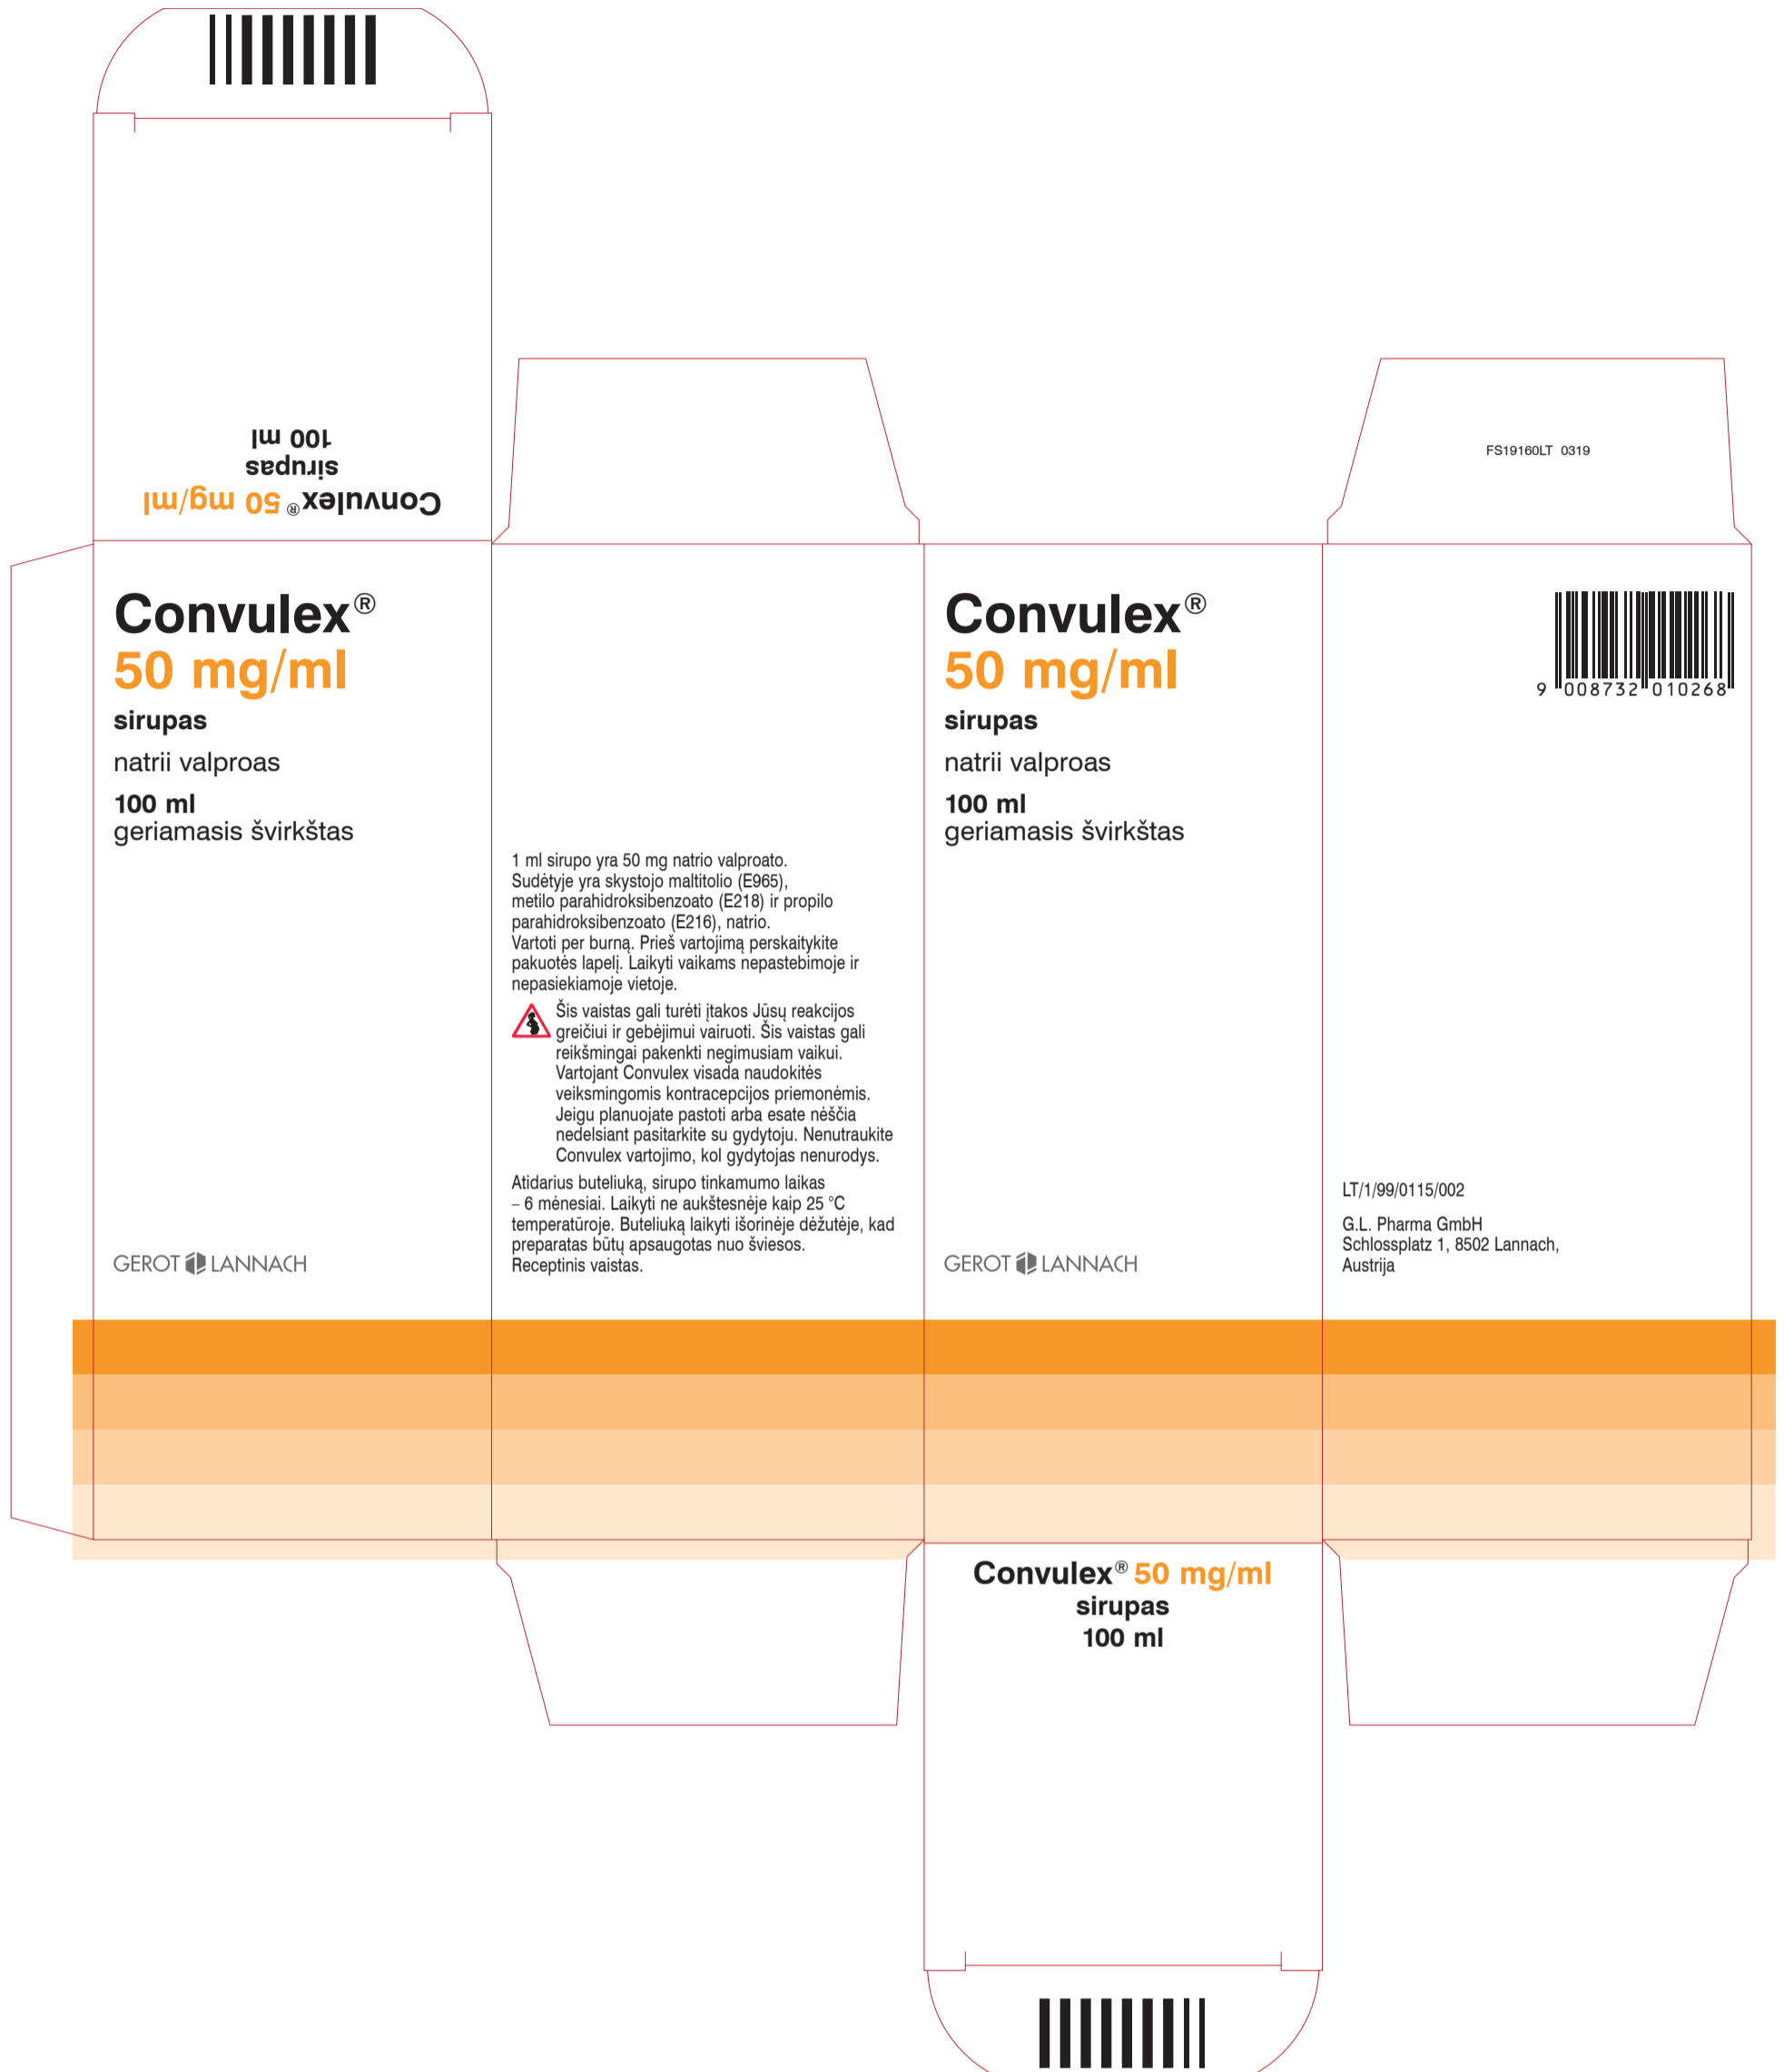 Convulex® 50 mg/ml
sirupas
100 ml
FS19160LT 0319
Convulex®
50 mg/ml
sirupas
natrii valproas
100 ml
geriamasis švirkštas
GEROT LANNACH
1 ml sirupo yra 50 mg natrio valproato.
Sudėtyje yra skystojo maltitolio (E965),
metilo parahidroksibenzoato (E218) ir propilo
parahidroksibenzoato (E216), natrio.
Vartoti per burną. Prieš vartojimą perskaitykite
pakuotės lapelį. Laikyti vaikams nepastebimoje ir
nepasiekiamoje vietoje.
Šis vaistas gali turėti įtakos Jūsų reakcijos
greičiui ir gebėjimui vairuoti. Šis vaistas gali
reikšmingai pakenkti negimusiam vaikui.
Vartojant Convulex visada naudokitės
veiksmingomis kontracepcijos priemonėmis.
Jeigu planuojate pastoti arba esate nėščia
nedelsiant pasitarkite su gydytoju. Nenutraukite
Convulex vartojimo, kol gydytojas nenurodys.
Atidarius buteliuką, sirupo tinkamumo laikas
– 6 mėnesiai. Laikyti ne aukštesnėje kaip 25 °C
temperatūroje. Buteliuką laikyti išorinėje dėžutėje, kad
preparatas būtų apsaugotas nuo šviesos.
Receptinis vaistas.
Convulex®
50 mg/ml
sirupas
natrii valproas
100 ml
geriamasis švirkštas
GEROT LANNACH
9 008732 010268
LT/1/99/0115/002
G.L. Pharma GmbH
Schlossplatz 1, 8502 Lannach,
Austrija
Convulex® 50 mg/ml
sirupas
100 ml